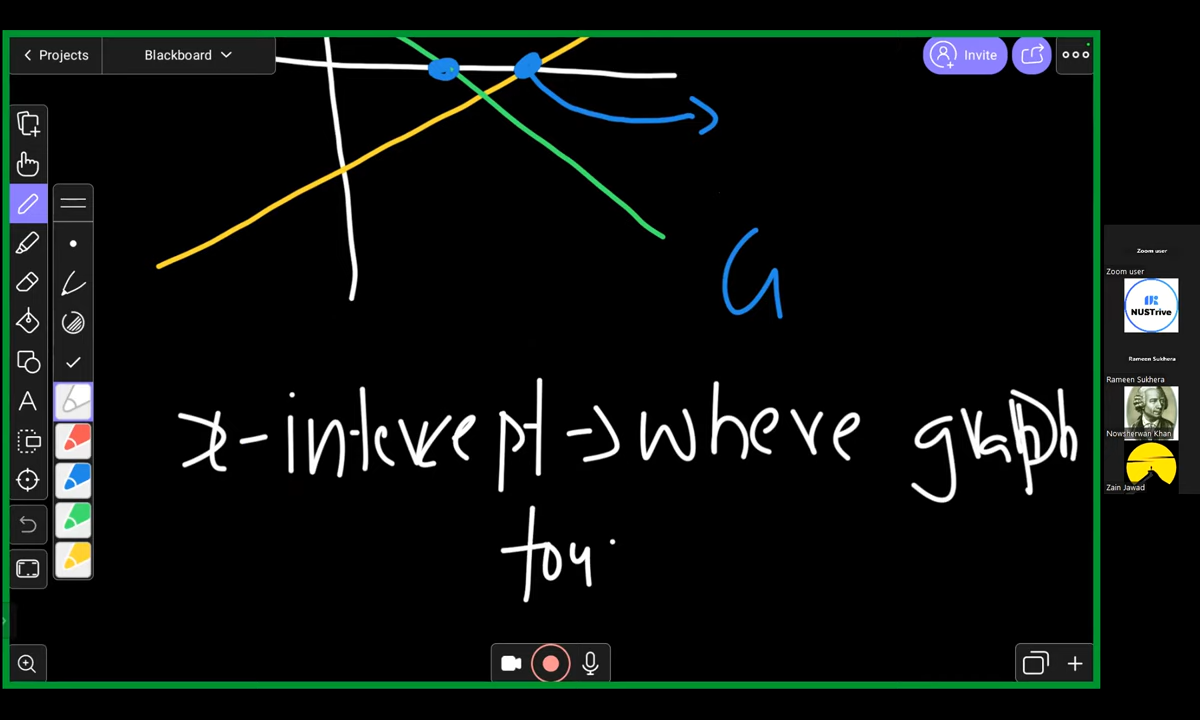 Projects
Blackboard
Invite
G
x-intercept → where graph
tou
A
Zoom user
Zoom user
NUSTrive
Rameen Sukhera
Rameen Sukhera
Nowsherwan Khan
Zain Jawad